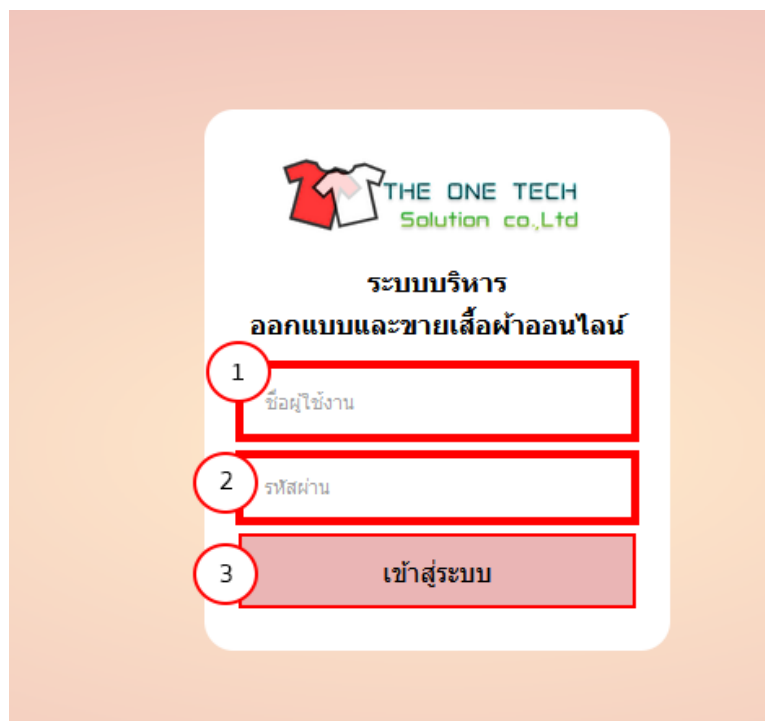 THE ONE TECH
Solution co.,Ltd
ระบบบริหาร
ออกแบบและขายเสื้อผ้าออนไลน์
1
ชื่อผู้ใช้งาน
2
รหัสผ่าน
3
เข้าสู่ระบบ